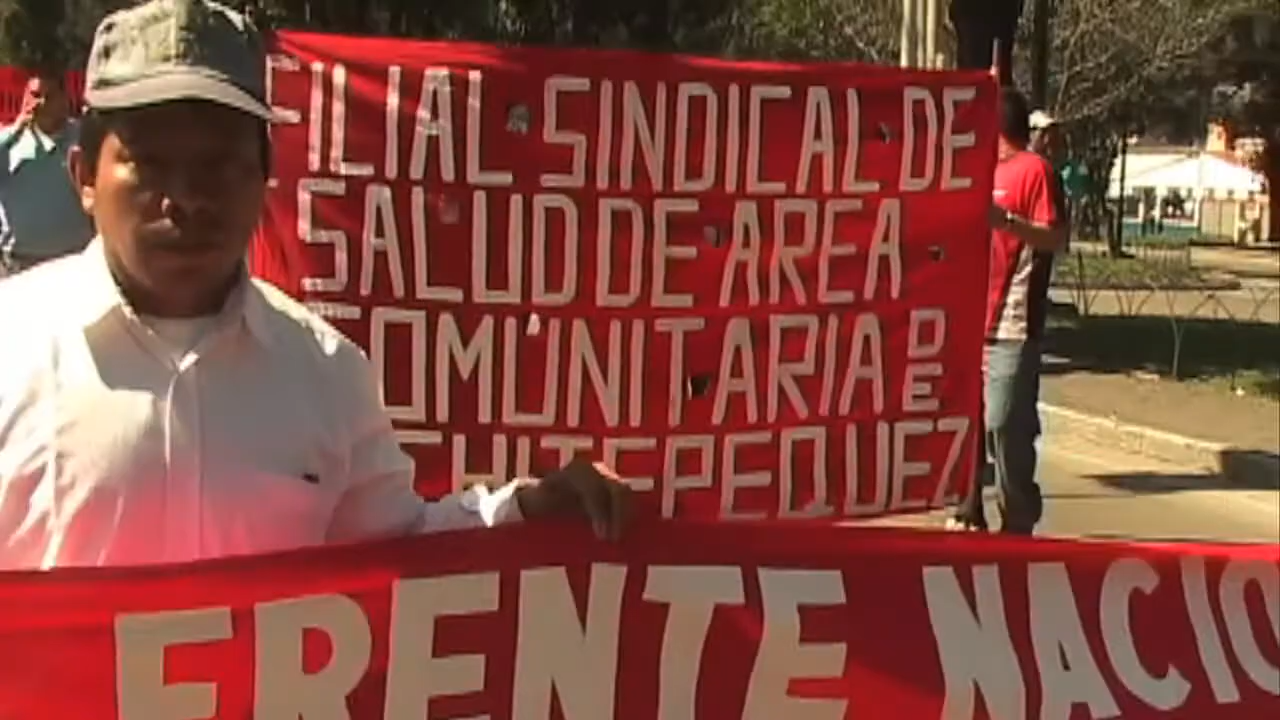 FILIAL SINDICAL DE
SALUD DE AREA
COMUNITARIA DE
FRENTE